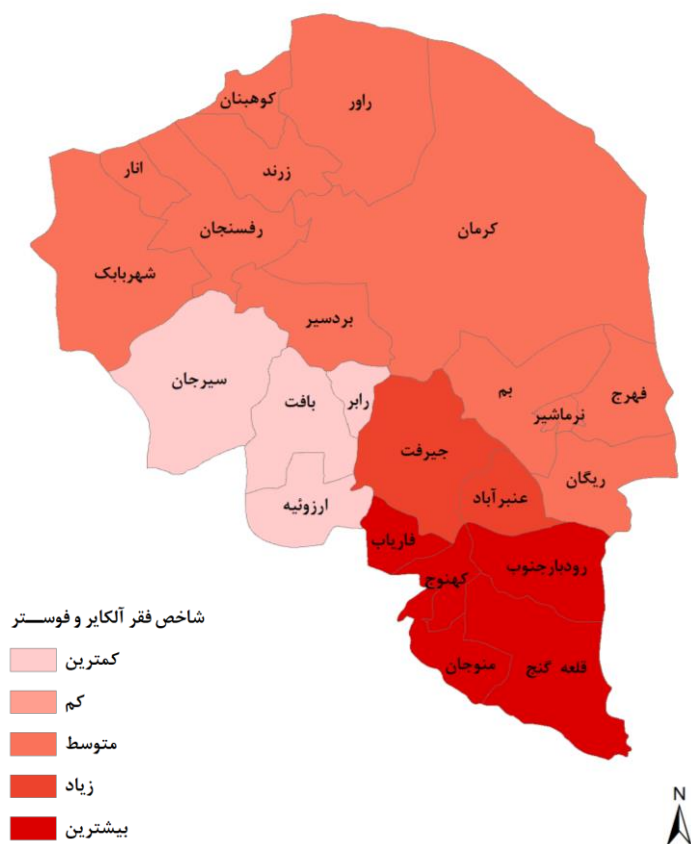 کوهبنان
راور
انار
زرند
رفسنجان
کرمان
شهربابک
بردسیر
سیرجان
بافت
رابر
بم
نرماشیر
فهرج
جیرفت
ریگان
ارزوئیه
عنبرآباد
فاریاب
کهنوج
رودبارجنوب
منوجان
قلعه گنج
شاخص فقر آلکایر و فوســتر
کمترین
کم
متوسط
زیاد
بیشترین
N